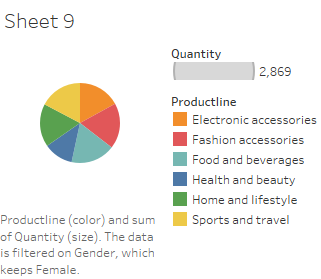 Sheet 9
Quantity
2,869
Productline
Electronic accessories
Fashion accessories
Food and beverages
Health and beauty
Home and lifestyle
Sports and travel
Productline (color) and sum
of Quantity (size). The data
is filtered on Gender, which
keeps Female.